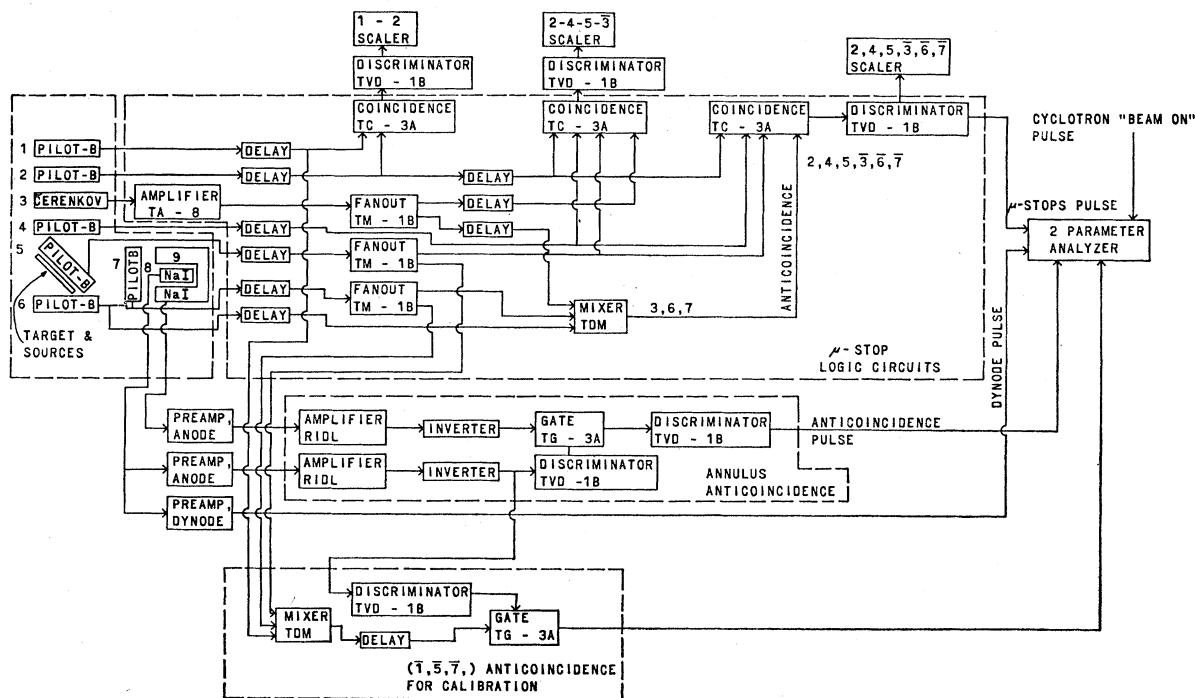 1 - 2
SCALER
2-4-5-3̅
SCALER
2,4,5,3̅,6̅,7̅
SCALER
DISCRIMINATOR
TVD - 1B
DISCRIMINATOR
TVD - 1B
COINCIDENCE
TC - 3A
COINCIDENCE
TC - 3A
COINCIDENCE
TC - 3A
DISCRIMINATOR
TVD - 1B
CYCLOTRON "BEAM ON"
PULSE
1 PILOT-B
DELAY
2 PILOT-B
DELAY
DELAY
2,4,5,3̅,6̅,7̅
3 ČERENKOV
AMPLIFIER
TA - 8
FANOUT
TM - 1B
DELAY
DELAY
ANTICOINCIDENCE
μ-STOPS PULSE
4 PILOT-B
DELAY
2 PARAMETER
ANALYZER
5 PILOT-B
DELAY
FANOUT
TM - 1B
7 PILOTB
8
9
NaI
NaI
6 PILOT-B
DELAY
FANOUT
TM - 1B
DELAY
MIXER
TDM
3,6,7
TARGET &
SOURCES
μ-STOP
LOGIC CIRCUITS
DYNODE PULSE
PREAMP,
ANODE
AMPLIFIER
RIDL
INVERTER
GATE
TG - 3A
DISCRIMINATOR
TVD - 1B
ANTICOINCIDENCE
PULSE
PREAMP,
ANODE
AMPLIFIER
RIDL
INVERTER
DISCRIMINATOR
TVD -1B
ANNULUS
ANTICOINCIDENCE
PREAMP,
DYNODE
DISCRIMINATOR
TVD - 1B
MIXER
TDM
DELAY
GATE
TG - 3A
(1̅,5̅,7̅,) ANTICOINCIDENCE
FOR CALIBRATION